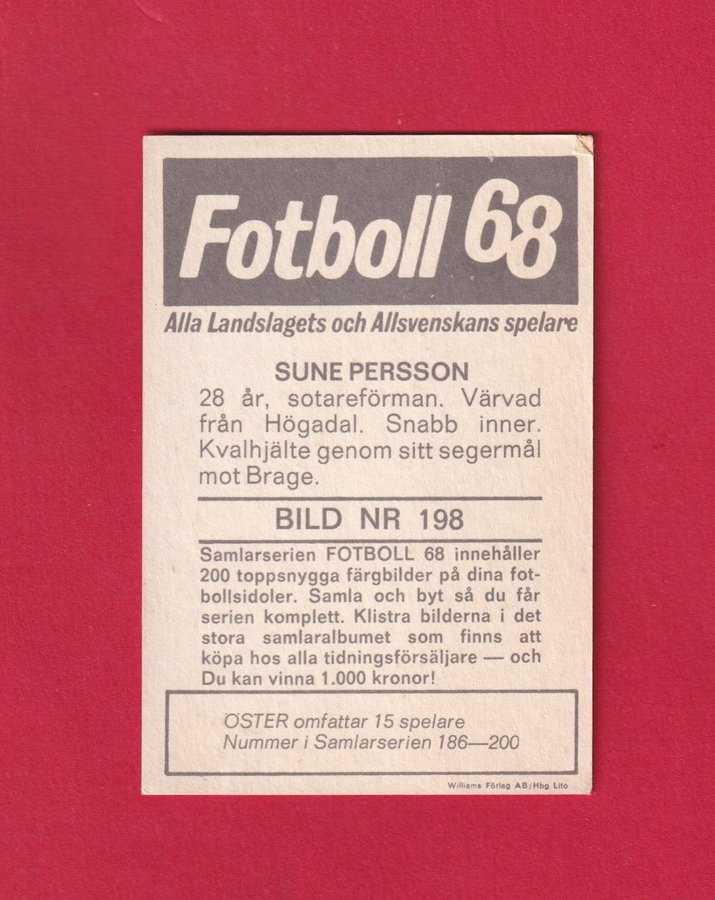 Fotboll 68
Alla Landslagets och Allsvenskans spelare
SUNE PERSSON
28 år, sotareförman. Värvad
från Högadal. Snabb inner.
Kvalhjälte genom sitt segermål
mot Brage.
BILD NR 198
Samlarserien FOTBOLL 68 innehåller
200 toppsnygga färgbilder på dina fot-
bollsidoler. Samla och byt så du får
serien komplett. Klistra bilderna i det
stora samlaralbumet som finns att
köpa hos alla tidningsförsäljare — och
Du kan vinna 1.000 kronor!
ÖSTER omfattar 15 spelare
Nummer i Samlarserien 186—200
Williams Förlag AB/Hbg Lito